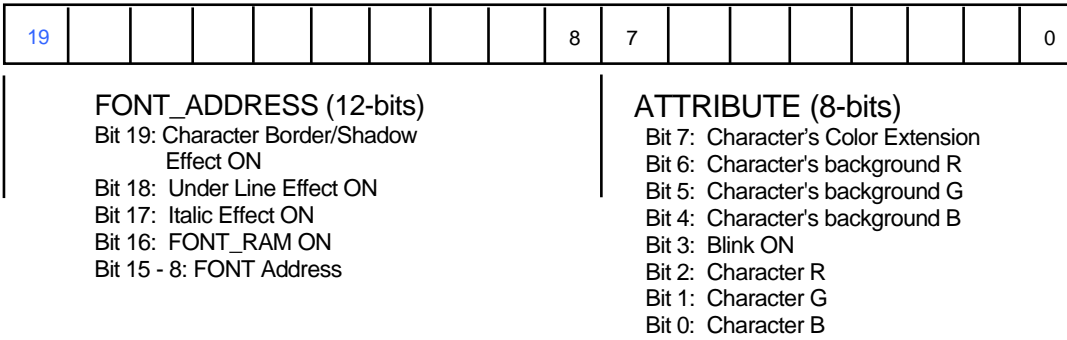 19 8 7 0
FONT_ADDRESS (12-bits)
Bit 19: Character Border/Shadow
Effect ON
Bit 18: Under Line Effect ON
Bit 17: Italic Effect ON
Bit 16: FONT_RAM ON
Bit 15 - 8: FONT Address
ATTRIBUTE (8-bits)
Bit 7: Character's Color Extension
Bit 6: Character's background R
Bit 5: Character's background G
Bit 4: Character's background B
Bit 3: Blink ON
Bit 2: Character R
Bit 1: Character G
Bit 0: Character B